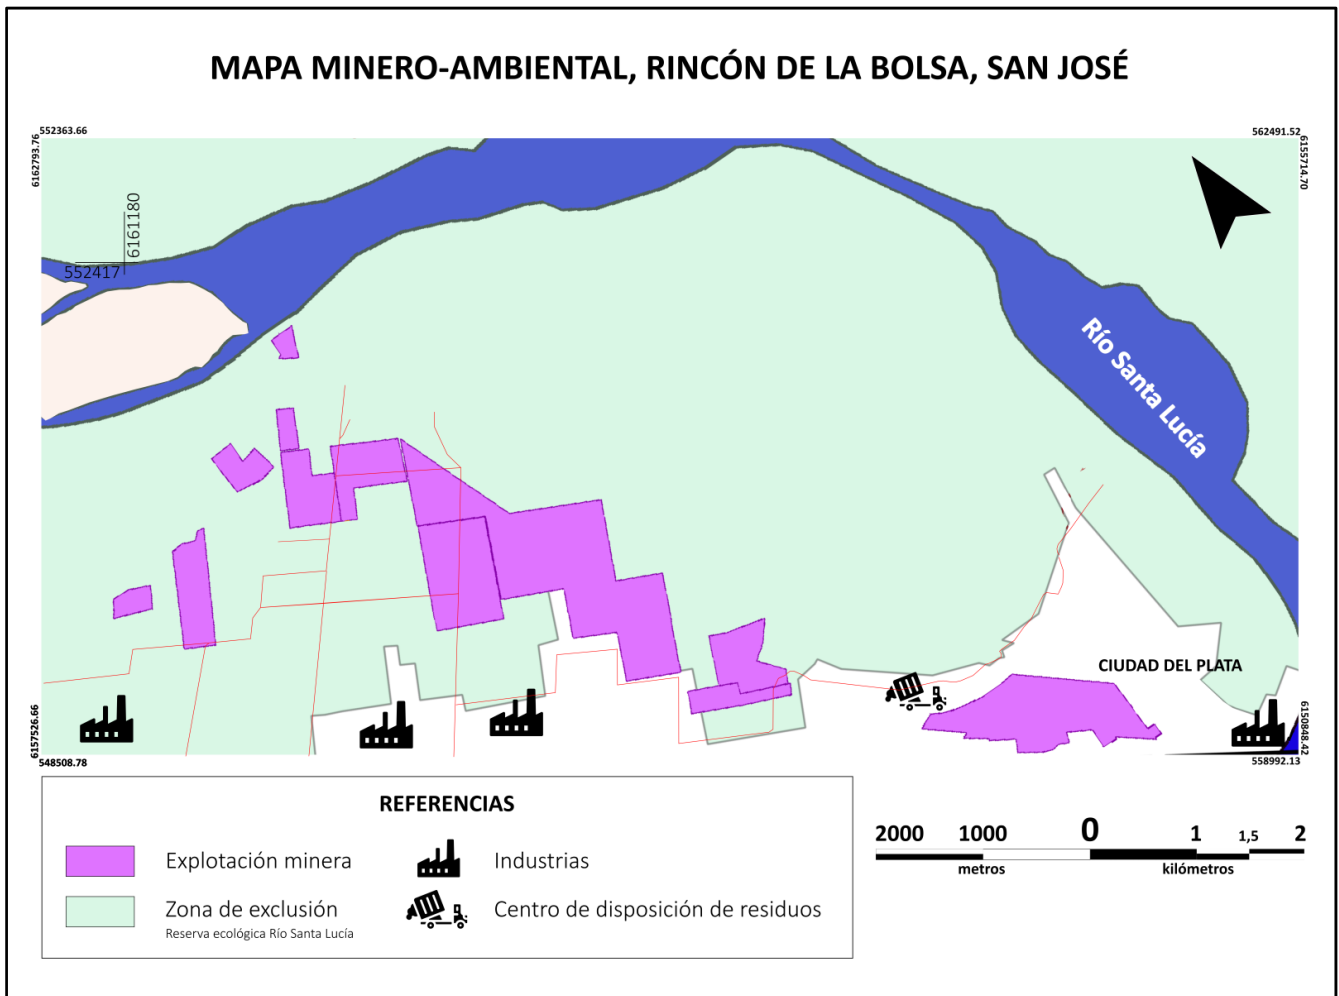 MAPA MINERO-AMBIENTAL, RINCÓN DE LA BOLSA, SAN JOSÉ
552363.66
562491.52
6162793.76
6155714.70
6161180
552417
Río Santa Lucía
CIUDAD DEL PLATA
6157526.66
6150848.42
548508.78
558992.13
REFERENCIAS
Explotación minera
Industrias
Zona de exclusión
Reserva ecológica Río Santa Lucía
Centro de disposición de residuos
2000 1000 0 1 1,5 2
metros kilómetros